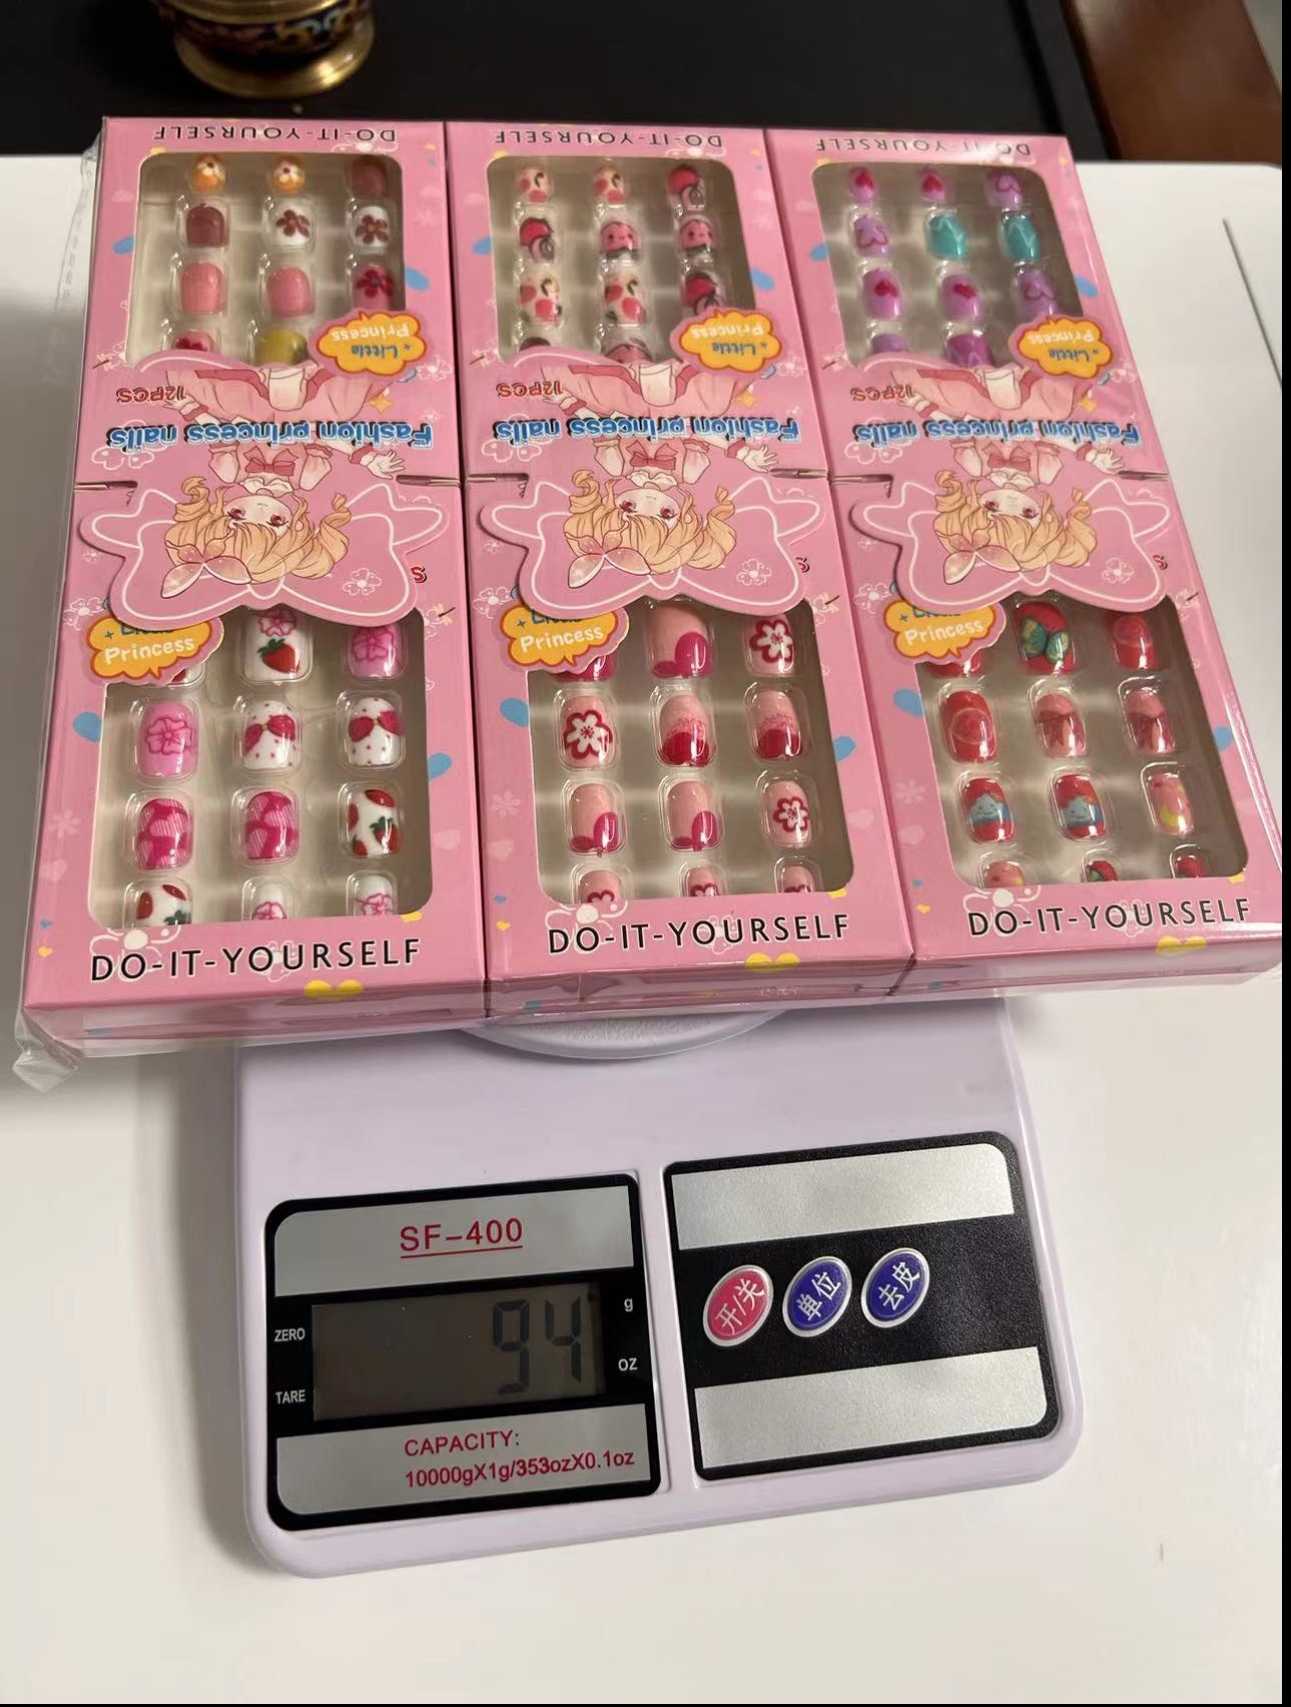 DO-IT-YOURSELF
DO-IT-YOURSELF
DO-IT-YOURSELF
+ Little
Princess
+ Little
Princess
+ Little
Princess
12PCS
12PCS
12PCS
Fashion princess nails
Fashion princess nails
Fashion princess nails
S
S
S
Princess
Princess
Princess
DO-IT-YOURSELF
DO-IT-YOURSELF
DO-IT-YOURSELF
SF-400
94
g
oz
ZERO
TARE
CAPACITY:
10000gX1g/353ozX0.1oz
开/关
单位
去皮